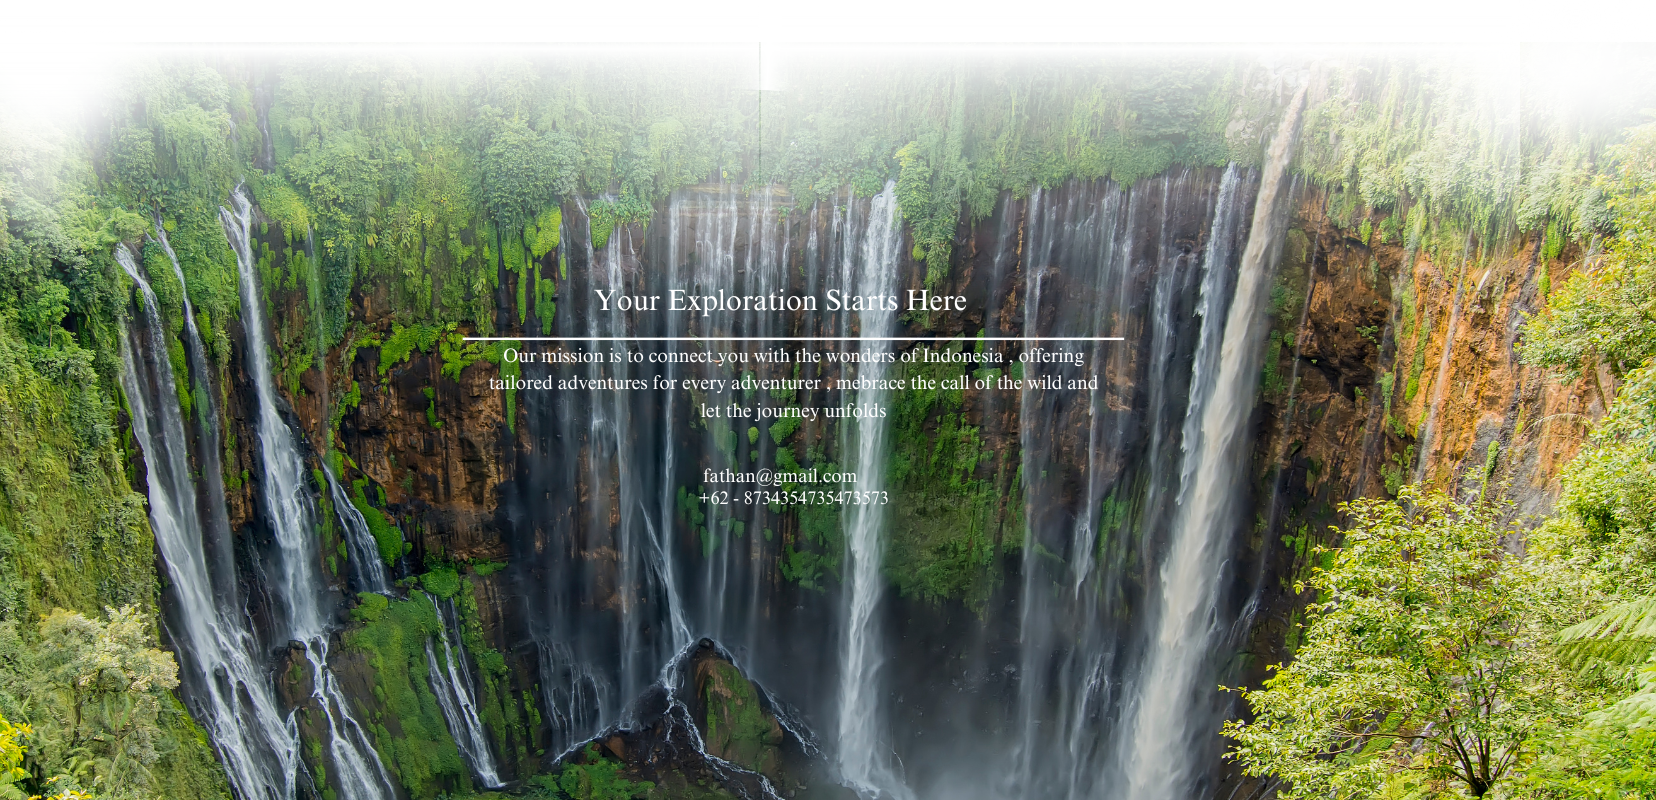 Your Exploration Starts Here
Our mission is to connect you with the wonders of Indonesia , offering
tailored adventures for every adventurer , mebrace the call of the wild and
let the journey unfolds
fathan@gmail.com
+62 - 8734354735473573